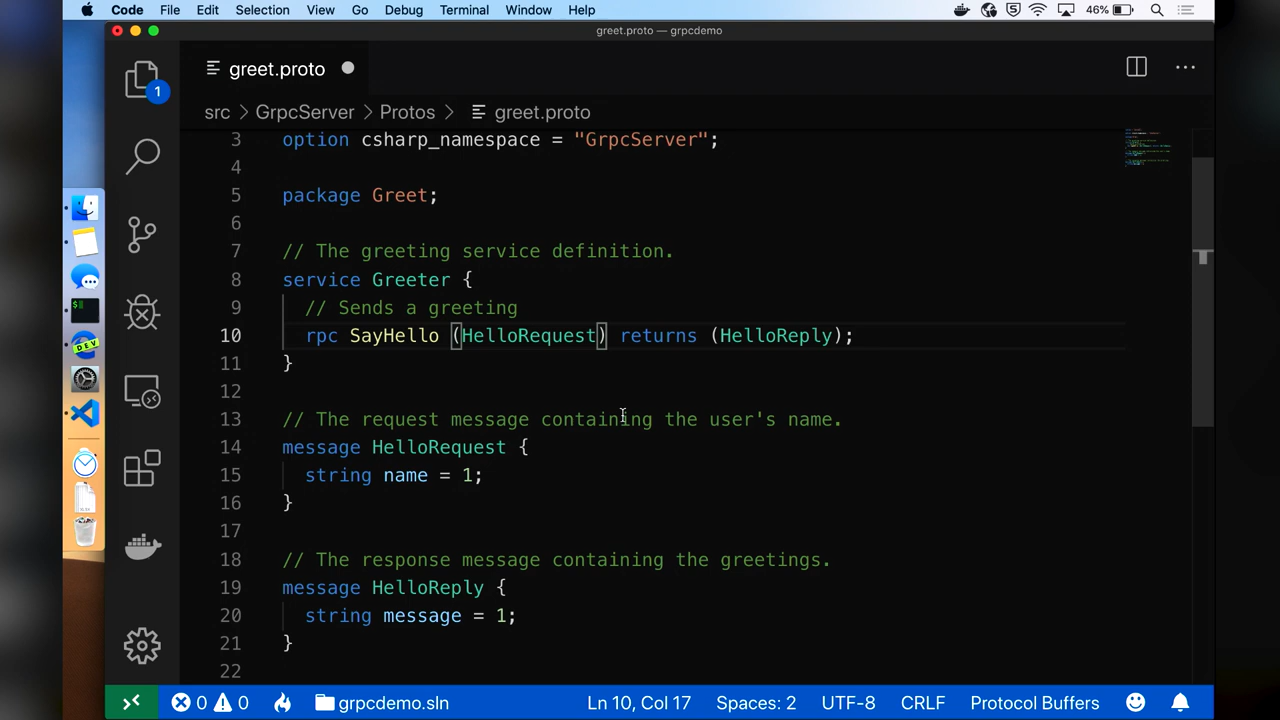 Code File Edit Selection View Go Debug Terminal Window Help 46%
greet.proto — grpcdemo
greet.proto
1
src > GrpcServer > Protos > greet.proto
3 option csharp_namespace = "GrpcServer";
4
5 package Greet;
6
7 // The greeting service definition.
8 service Greeter {
9 // Sends a greeting
10 rpc SayHello (HelloRequest) returns (HelloReply);
11 }
12
13 // The request message containing the user's name.
14 message HelloRequest {
15 string name = 1;
16 }
17
18 // The response message containing the greetings.
19 message HelloReply {
20 string message = 1;
21 }
22
DEV
0 0 grpcdemo.sln Ln 10, Col 17 Spaces: 2 UTF-8 CRLF Protocol Buffers